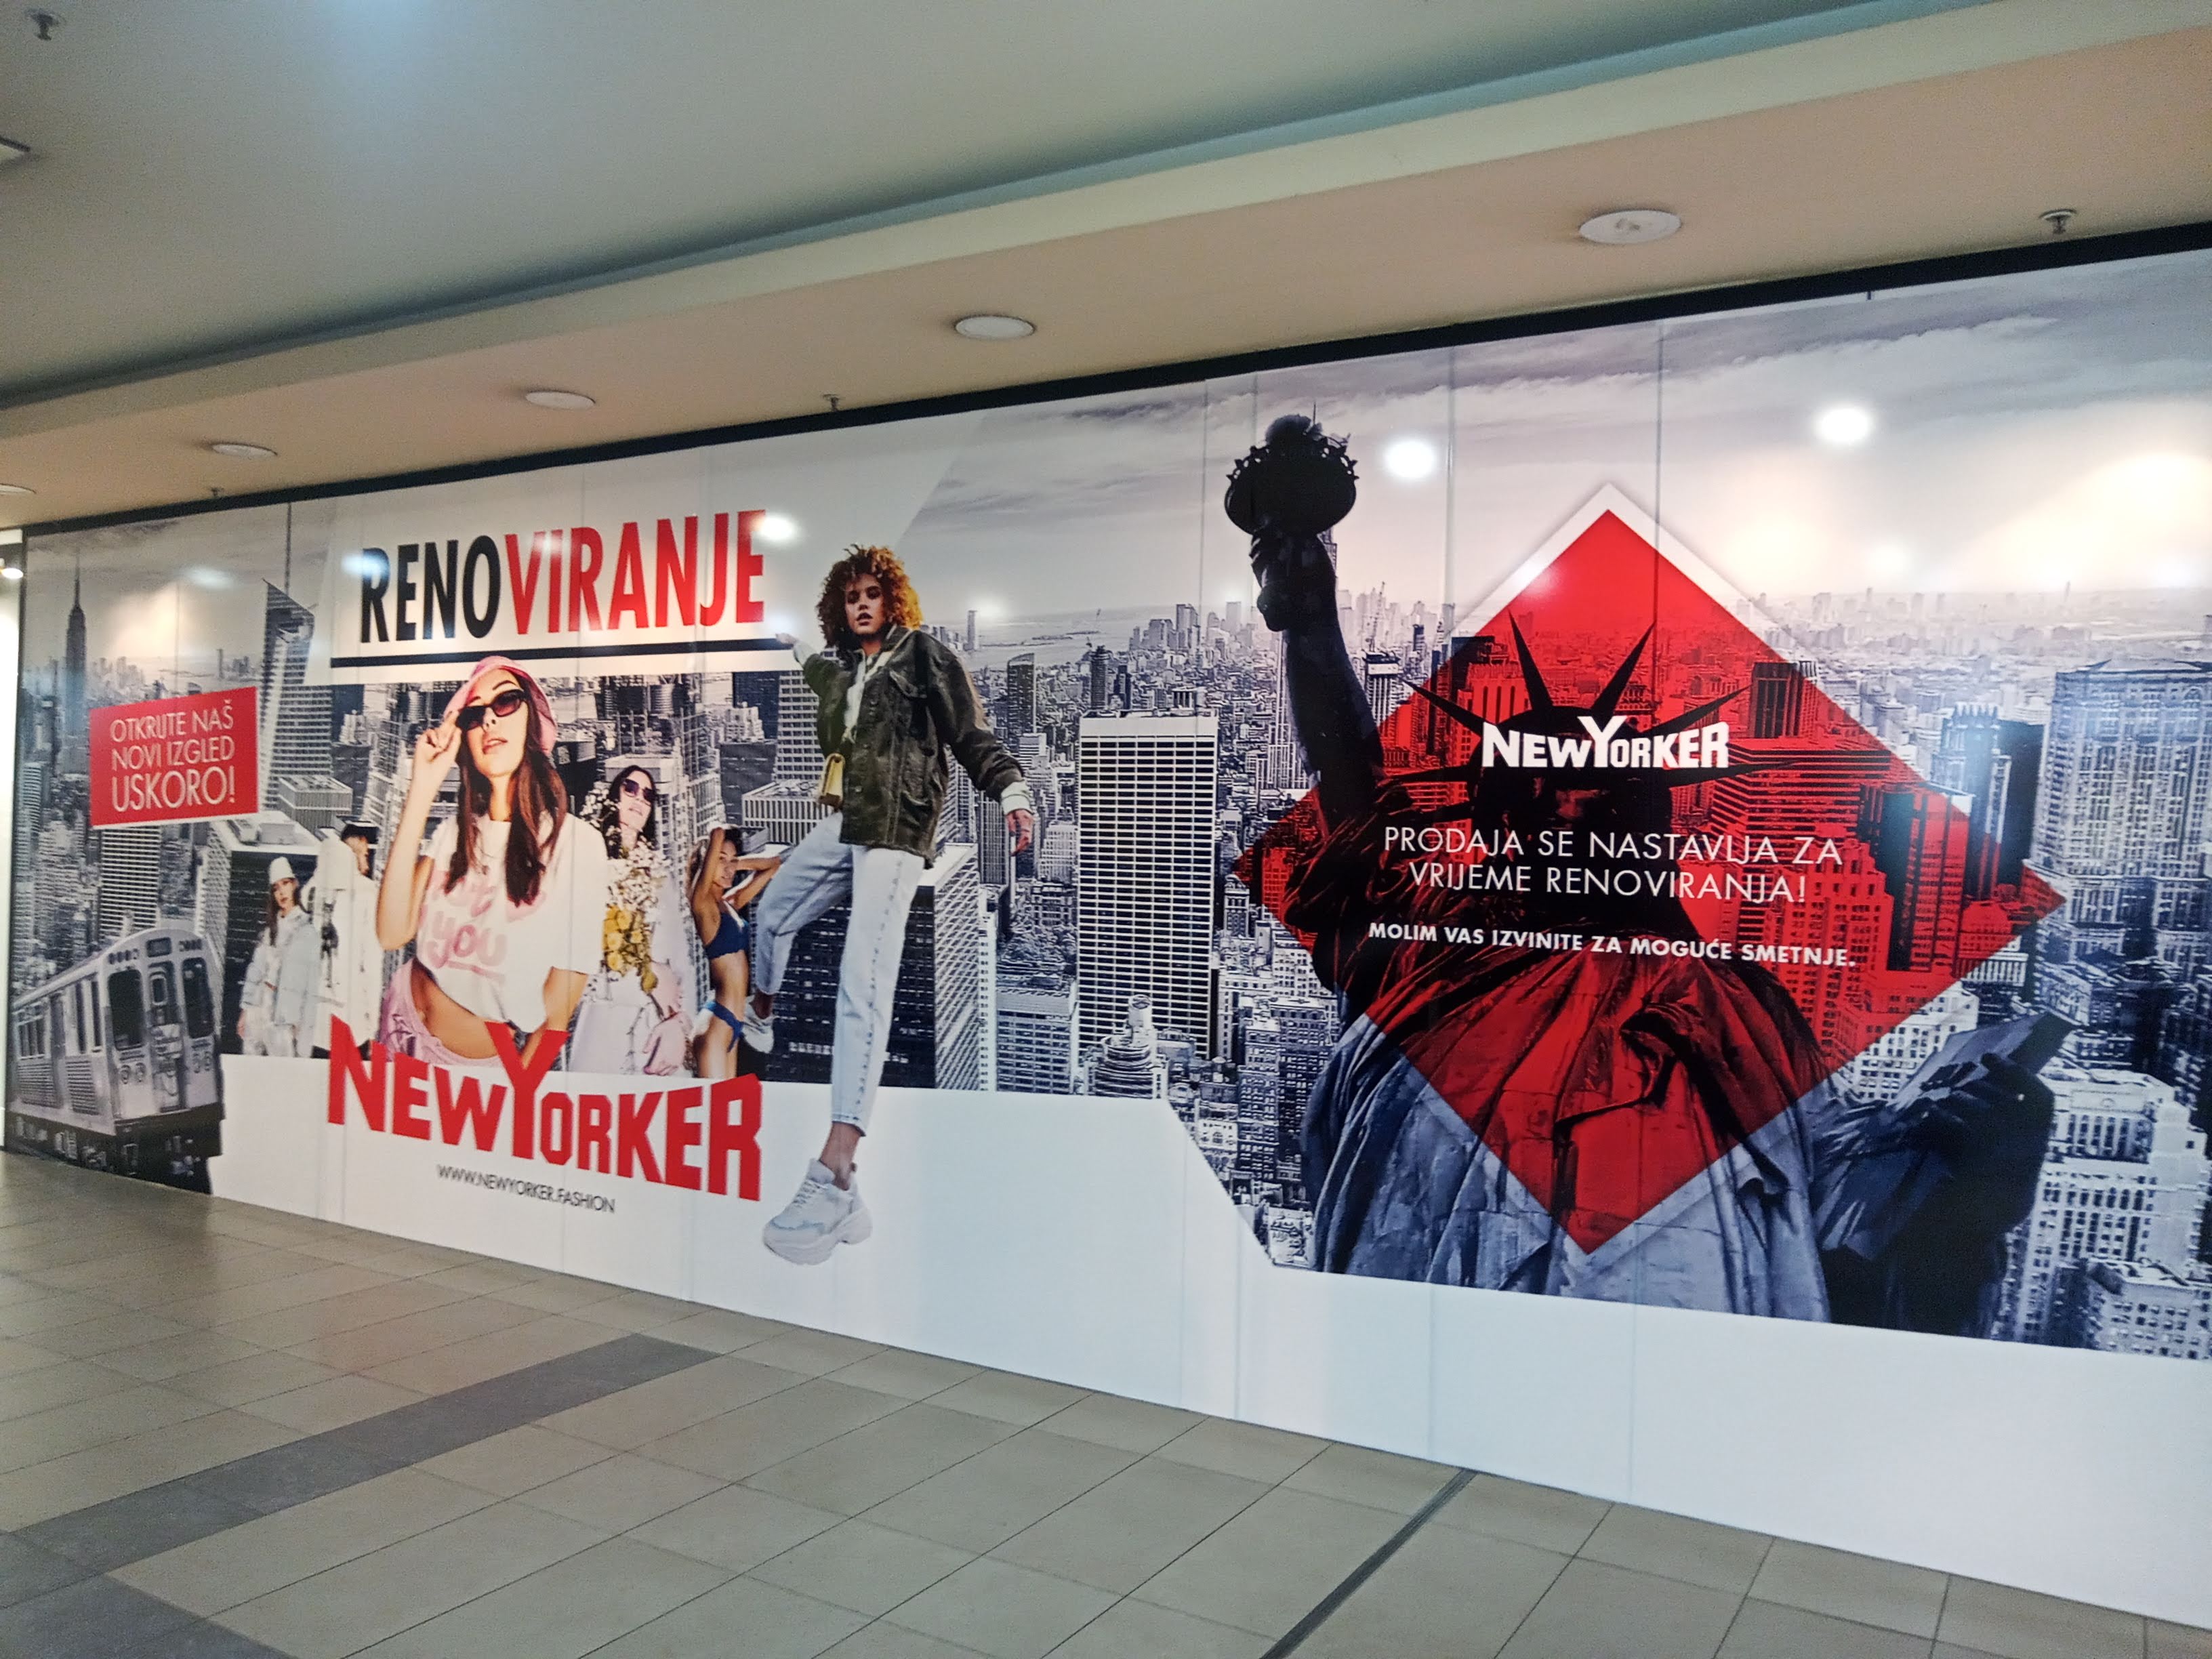 OTKRIJTE NAŠ
NOVI IZGLED
USKORO!
RENOVIRANJE
you
NEWYORKER
WWW.NEWYORKER.FASHION
NEWYORKER
PRODAJA SE NASTAVLJA ZA
VRIJEME RENOVIRANJA!
MOLIM VAS IZVINITE ZA MOGUĆE SMETNJE.